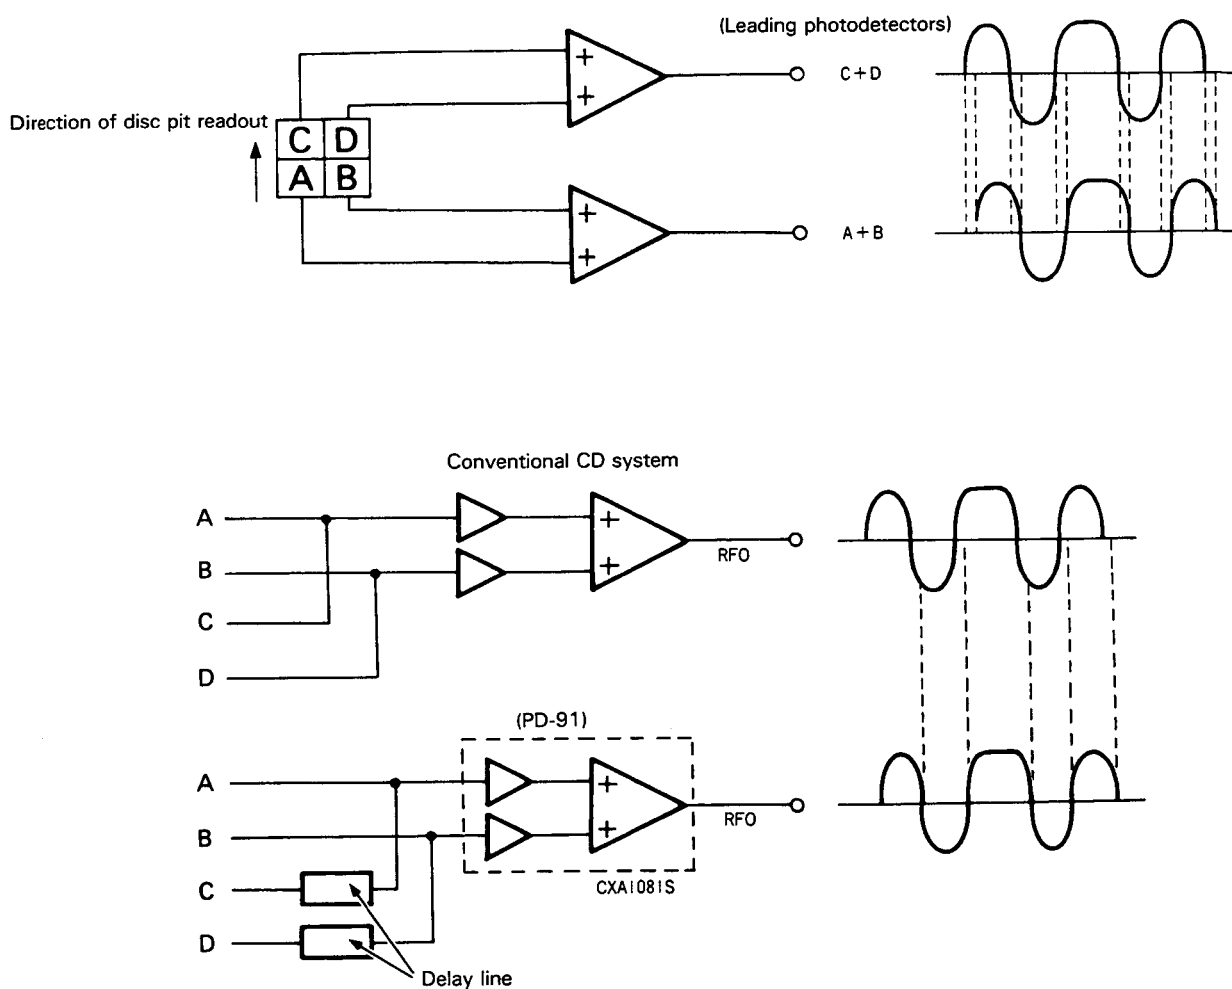 (Leading photodetectors)
C+D
Direction of disc pit readout
C D
A B
+
+
+
+
A+B
Conventional CD system
A
B
C
D
+
+
RFO
(PD-91)
A
B
C
D
+
+
RFO
CXA1081S
Delay line